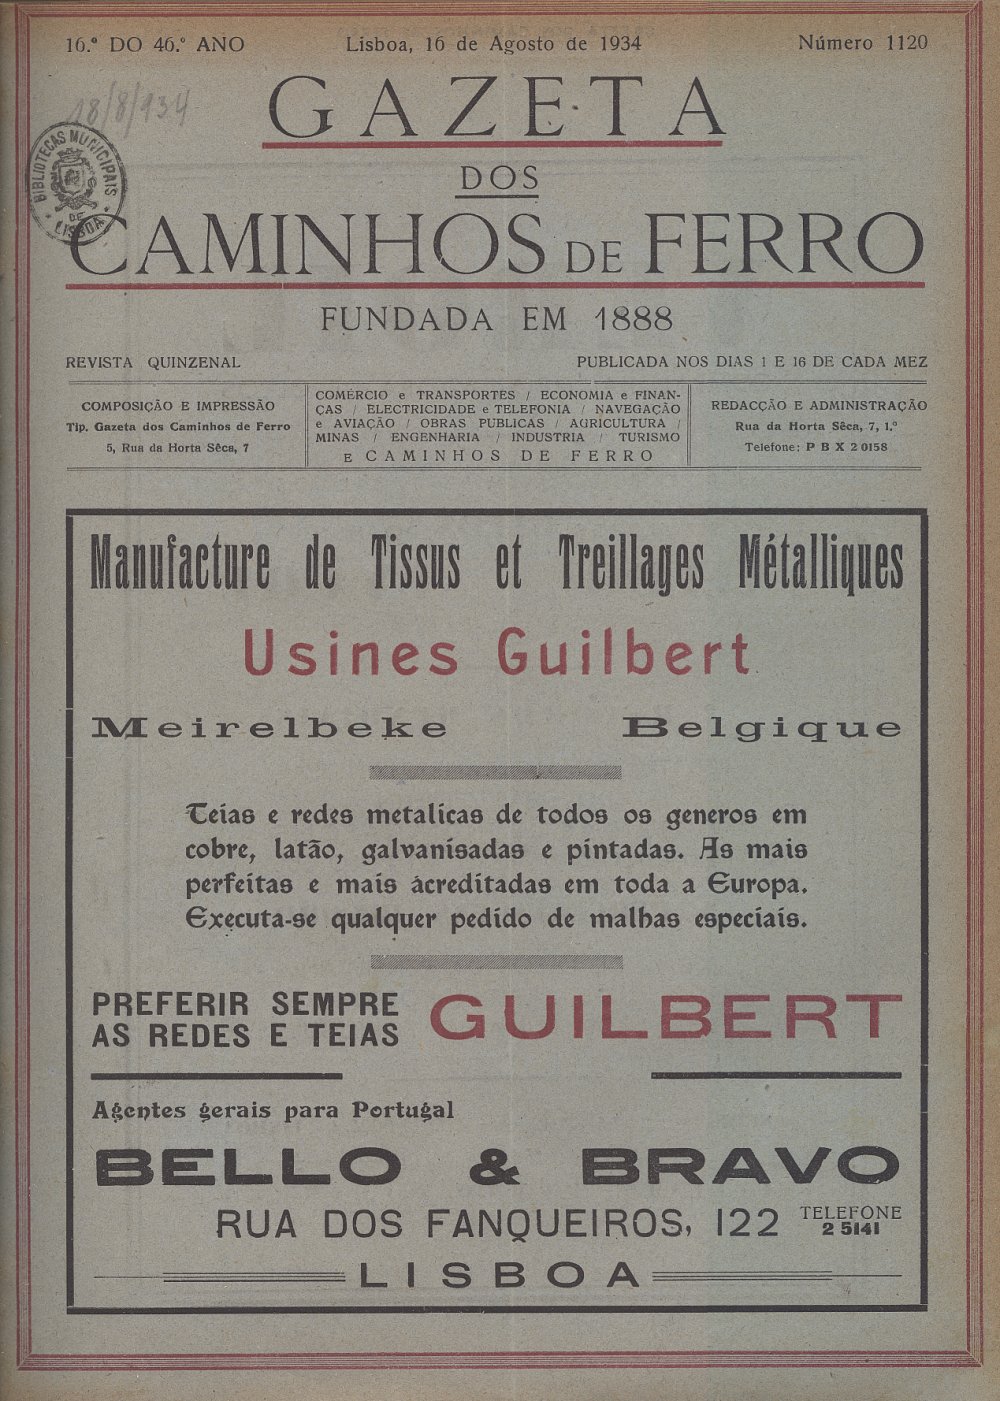 16.º DO 46.º ANO
Lisboa, 16 de Agosto de 1934
Número 1120
18/8/934
GAZETA
BIBLIOTECAS MUNICIPAIS
DE
LISBOA
DOS
CAMINHOS DE FERRO
FUNDADA EM 1888
REVISTA QUINZENAL
PUBLICADA NOS DIAS 1 E 16 DE CADA MEZ
COMPOSIÇÃO E IMPRESSÃO
Tip. Gazeta dos Caminhos de Ferro
5, Rua da Horta Sêca, 7
COMÉRCIO e TRANSPORTES / ECONOMIA e FINAN-
ÇAS / ELECTRICIDADE e TELEFONIA / NAVEGAÇÃO
e AVIAÇÃO / OBRAS PÚBLICAS / AGRICULTURA /
MINAS / ENGENHARIA / INDUSTRIA / TURISMO
E CAMINHOS DE FERRO
REDACÇÃO E ADMINISTRAÇÃO
Rua da Horta Sêca, 7, 1.º
Telefone: P B X 2 0158
Manufacture de Tissus et Treillages Métalliques
Usines Guilbert
Meirelbeke Belgique
Teias e redes metalicas de todos os generos em
cobre, latão, galvanisadas e pintadas. As mais
perfeitas e mais acreditadas em toda a Europa.
Executa-se qualquer pedido de malhas especiais.
PREFERIR SEMPRE
AS REDES E TEIAS
GUILBERT
Agentes gerais para Portugal
BELLO & BRAVO
RUA DOS FANQUEIROS, 122
TELEFONE
2 5141
LISBOA